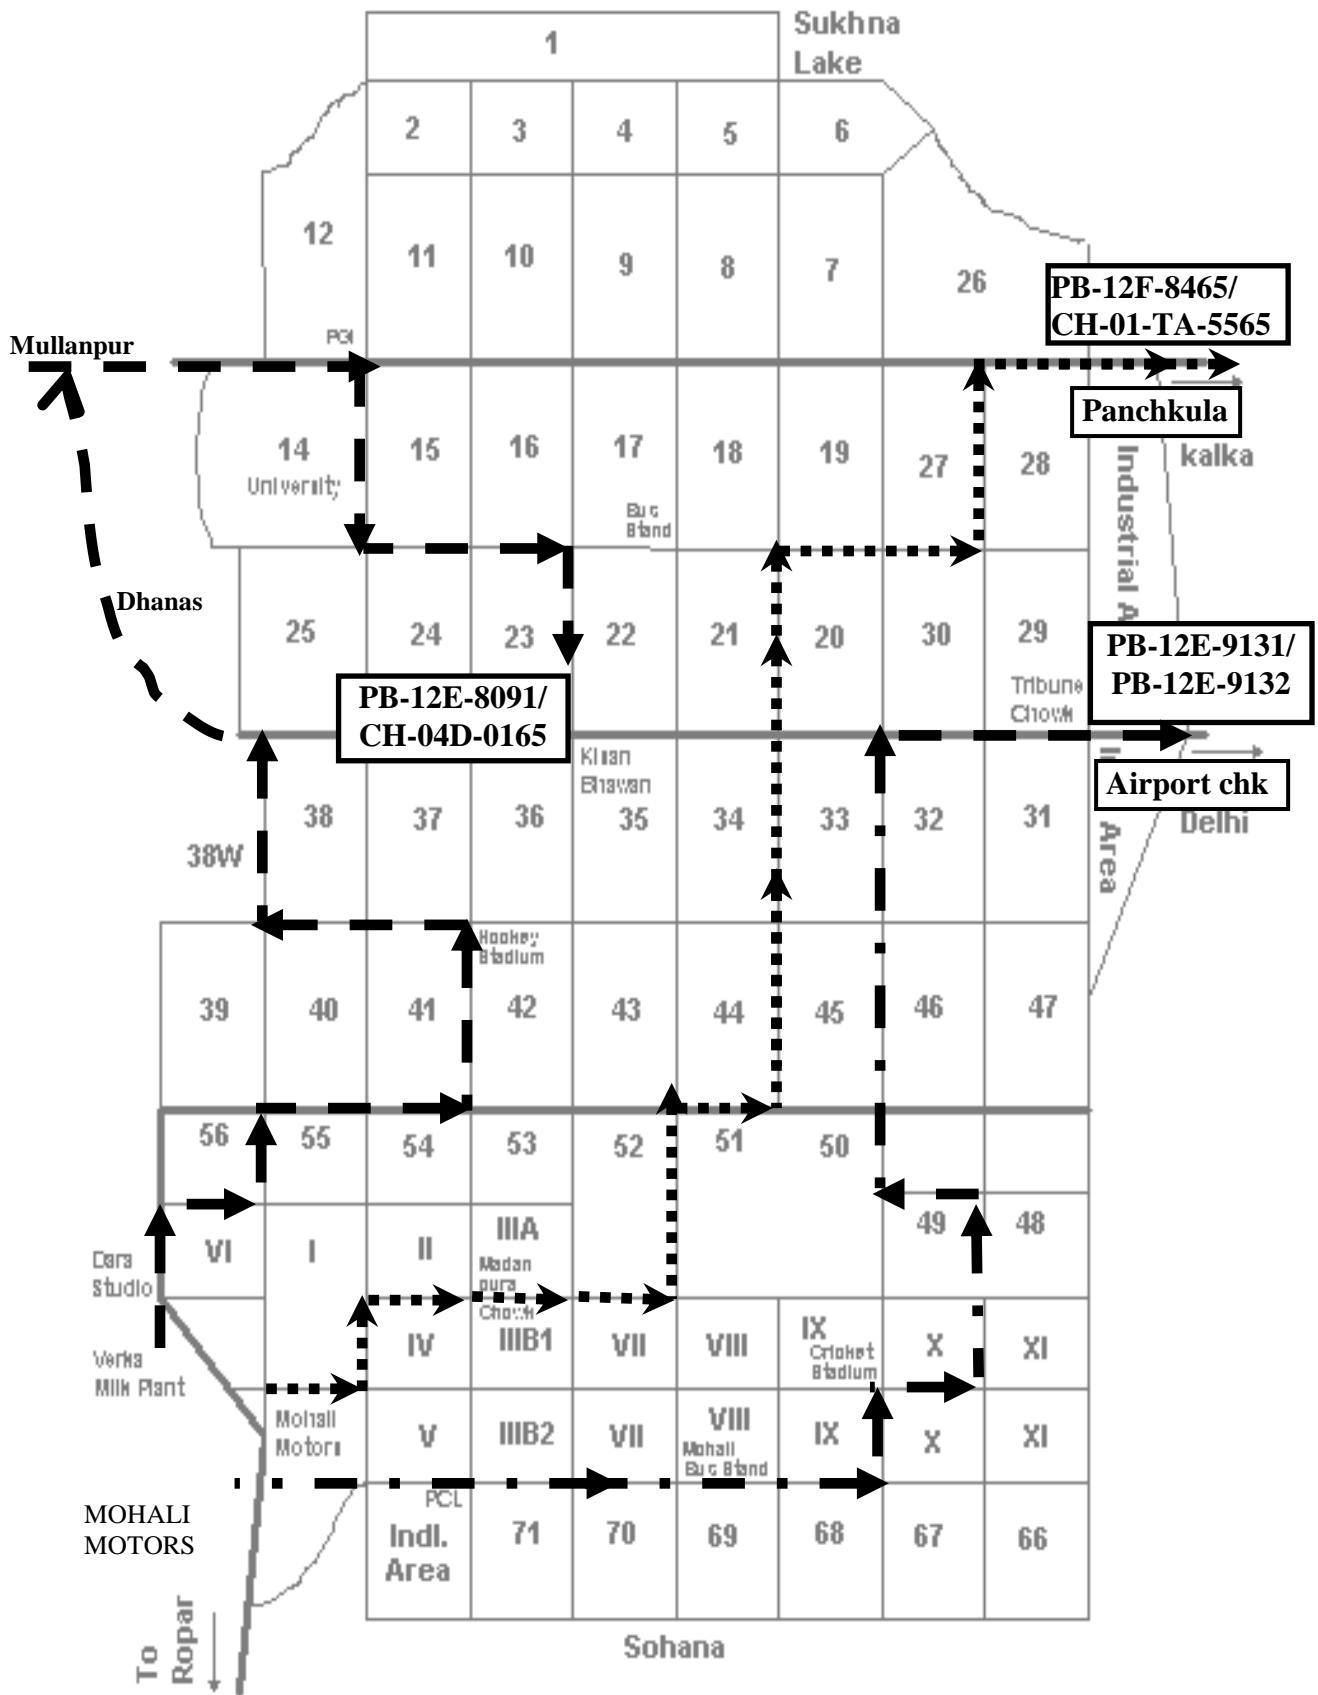 1
Sukhna
Lake
2
3
4
5
6
12
11
10
9
8
7
26
PB-12F-8465/
CH-01-TA-5565
PGI
Mullanpur
Panchkula
14
University
15
16
17
18
19
27
28
kalka
Bus
Stand
Industrial A
Dhanas
25
24
23
22
21
20
30
29
PB-12E-9131/
PB-12E-9132
Tribune
Chowk
PB-12E-8091/
CH-04D-0165
Kisan
Bhawan
Airport chk
Delhi
Area
38
37
36
35
34
33
32
31
38W
Hockey
Stadium
39
40
41
42
43
44
45
46
47
56
55
54
53
52
51
50
49
48
VI
I
II
IIIA
Madan
pura
Chowk
Dara
Studio
Verka
Milk Plant
IV
IIIB1
VII
VIII
IX
Cricket
Stadium
X
XI
Mohali
Motors
V
IIIB2
VII
VIII
Mohali
Bus Stand
IX
X
XI
MOHALI
MOTORS
PCL
Indl.
Area
71
70
69
68
67
66
To
Ropar
Sohana